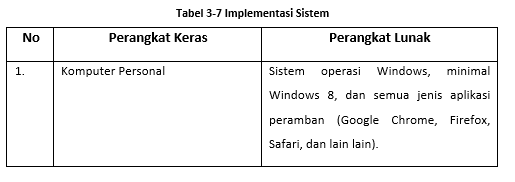 Tabel 3-7 Implementasi Sistem
No Perangkat Keras Perangkat Lunak
1. Komputer Personal Sistem operasi Windows, minimal
Windows 8, dan semua jenis aplikasi
peramban (Google Chrome, Firefox,
Safari, dan lain lain).